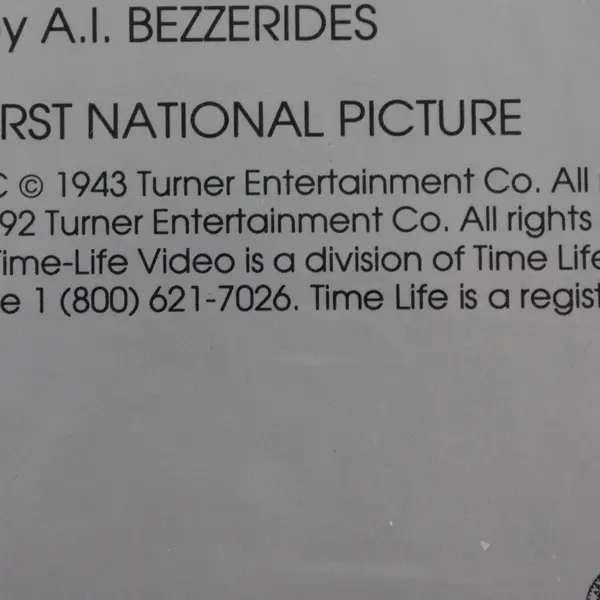 by A.I. BEZZERIDES
RST NATIONAL PICTURE
C © 1943 Turner Entertainment Co. All
92 Turner Entertainment Co. All rights
Time-Life Video is a division of Time Life
e 1 (800) 621-7026. Time Life is a regist